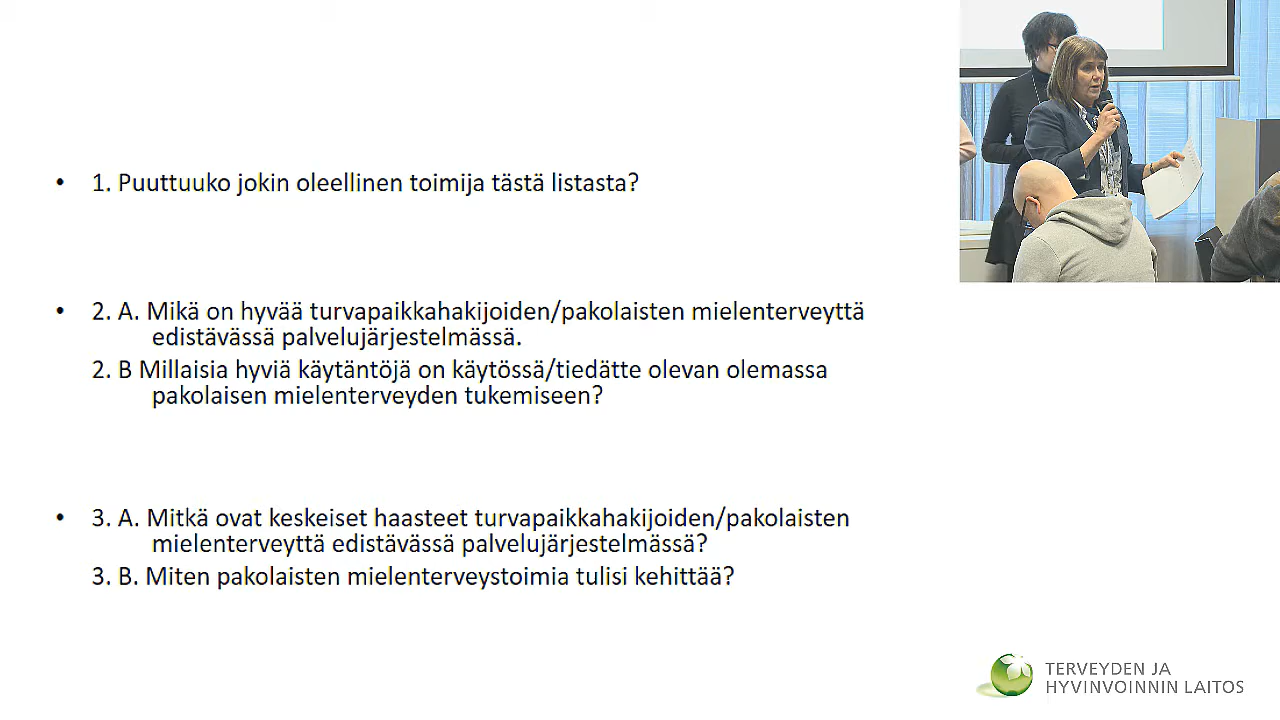 • 1. Puuttuuko jokin oleellinen toimija tästä listasta?
• 2. A. Mikä on hyvää turvapaikkahakijoiden/pakolaisten mielenterveyttä
edistävässä palvelujärjestelmässä.
2. B Millaisia hyviä käytäntöjä on käytössä/tiedätte olevan olemassa
pakolaisen mielenterveyden tukemiseen?
• 3. A. Mitkä ovat keskeiset haasteet turvapaikkahakijoiden/pakolaisten
mielenterveyttä edistävässä palvelujärjestelmässä?
3. B. Miten pakolaisten mielenterveystoimia tulisi kehittää?
TERVEYDEN JA
HYVINVOINNIN LAITOS